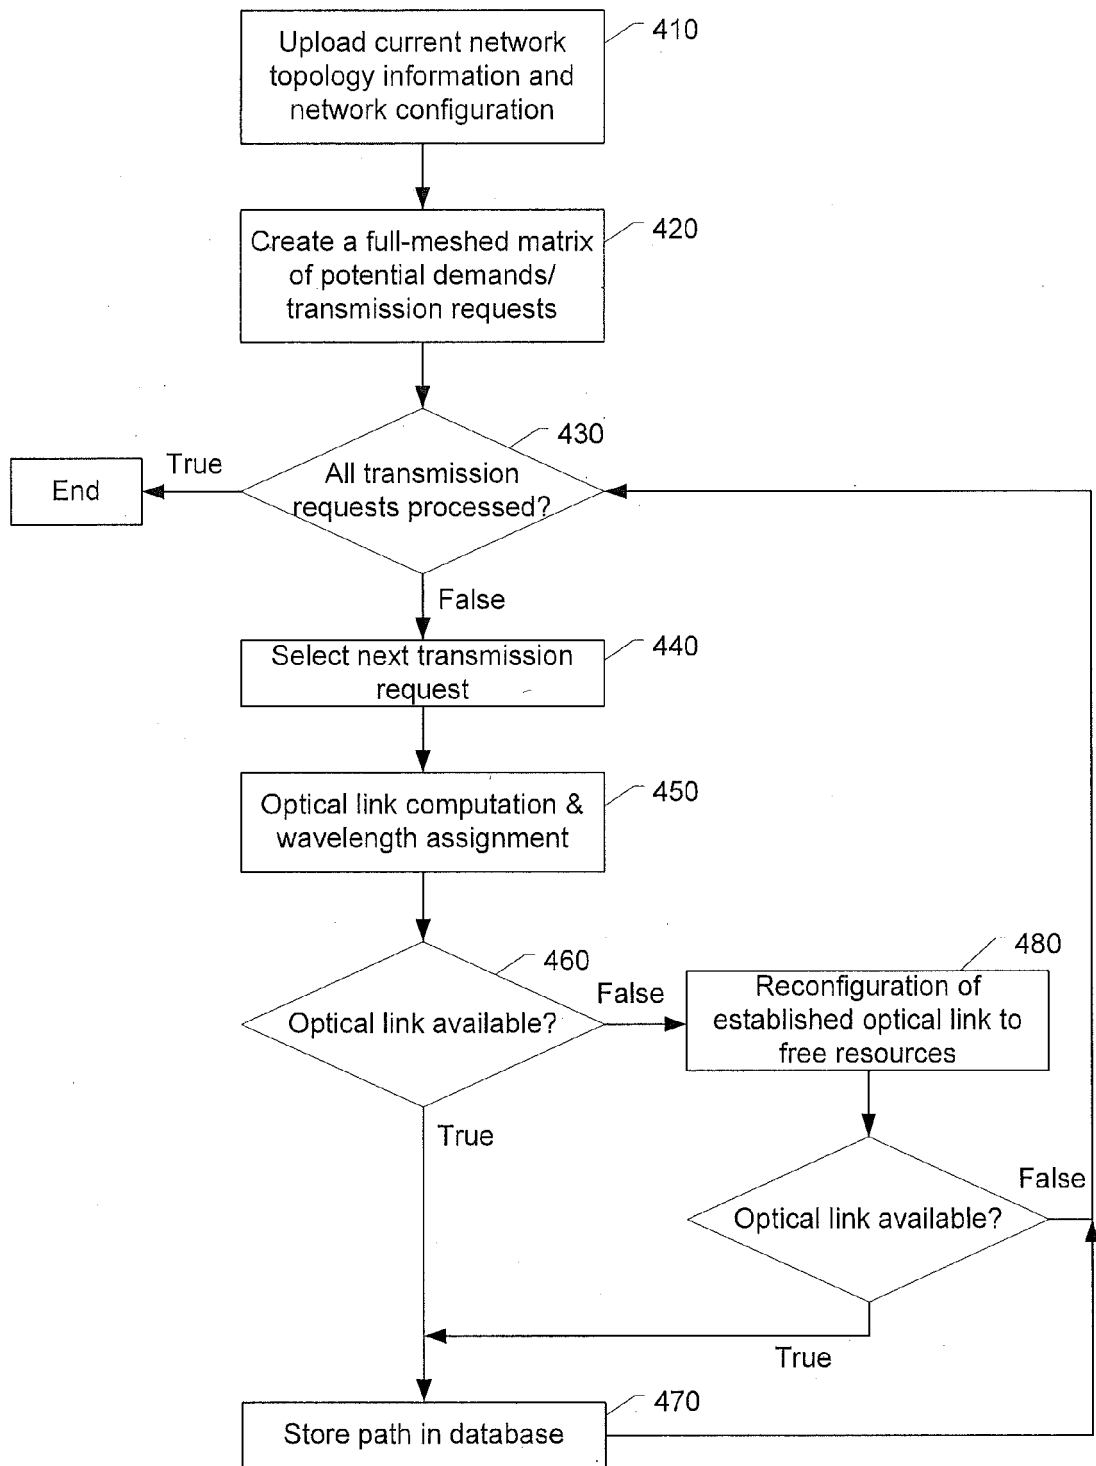 Upload current network
topology information and
network configuration
410
Create a full-meshed matrix
of potential demands/
transmission requests
420
430
All transmission
requests processed?
True
End
False
Select next transmission
request
440
Optical link computation &
wavelength assignment
450
460
Optical link available?
False
480
Reconfiguration of
established optical link to
free resources
True
Optical link available?
False
True
Store path in database
470